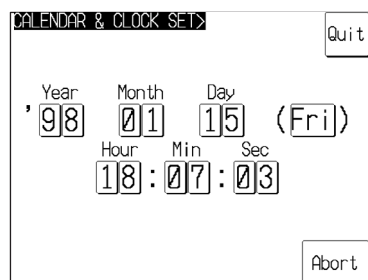 CALENDAR & CLOCK SET>
Quit
Year Month Day
'98 01 15 (Fri)
Hour Min Sec
18:07:03
Abort